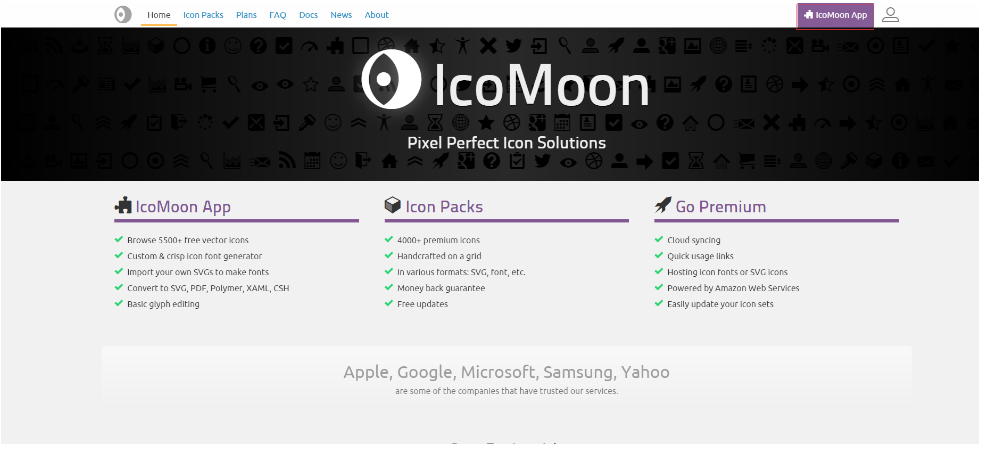 Home Icon Packs Plans FAQ Docs News About IcoMoon App
IcoMoon
Pixel Perfect Icon Solutions
IcoMoon App
Browse 5500+ free vector icons
Custom & crisp icon font generator
Import your own SVGs to make fonts
Convert to SVG, PDF, Polymer, XAML, CSH
Basic glyph editing
Icon Packs
4000+ premium icons
Handcrafted on a grid
In various formats: SVG, font, etc.
Money back guarantee
Free updates
Go Premium
Cloud syncing
Quick usage links
Hosting icon fonts or SVG icons
Powered by Amazon Web Services
Easily update your icon sets
Apple, Google, Microsoft, Samsung, Yahoo
are some of the companies that have trusted our services.